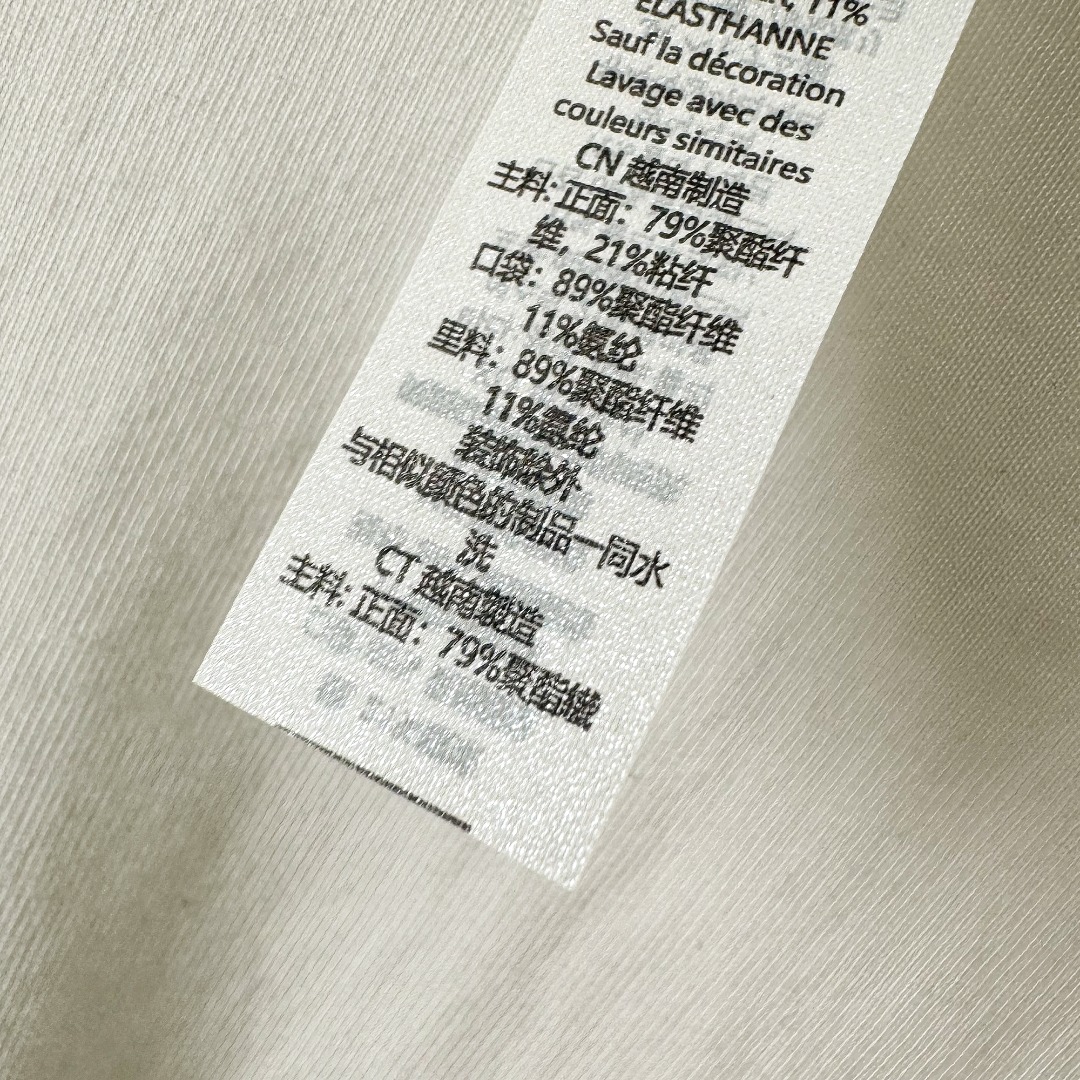 11%
ELASTHANNE
Sauf la décoration
Lavage avec des
couleurs simitaires
CN 越南制造
主料: 正面：79%聚酯纤
维，21%粘纤
口袋：89%聚酯纤维
11%氨纶
里料：89%聚酯纤维
11%氨纶
装饰除外
与相似颜色的制品一同水
洗
CT 越南製造
主料: 正面：79%聚酯纖